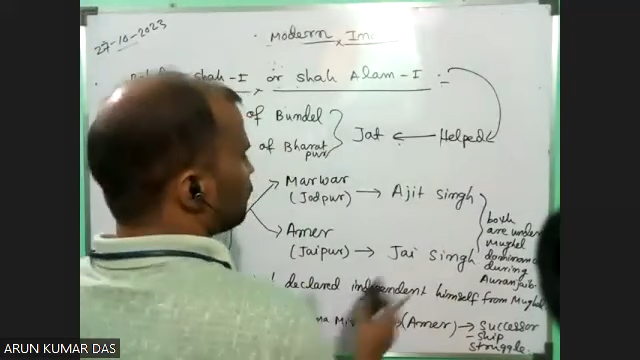 27-10-2023
Modern
shah-I or shah Alam-I :-
of Bundel
of Bharat
pur
Jat ← Helped
Marwar
(Jodpur) → Ajit singh
Amer
(Jaipur) → Jai singh
both
are under
Mughal
dominance
during
Auranjaib.
declared independent himself from Mughal
(Amer) → successor
-ship
struggle.
ARUN KUMAR DAS